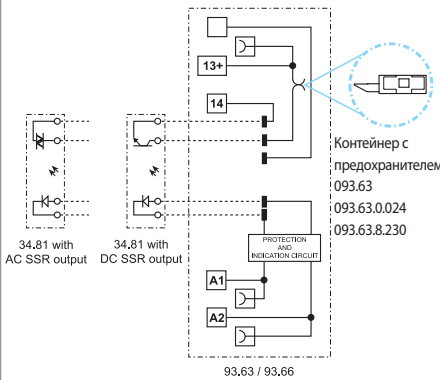 13+
14
Контейнер с
предохранителем
093.63
093.63.0.024
093.63.8.230
34.81 with
AC SSR output
34.81 with
DC SSR output
PROTECTION
AND
INDICATION CIRCUIT
A1
A2
93.63 / 93.66